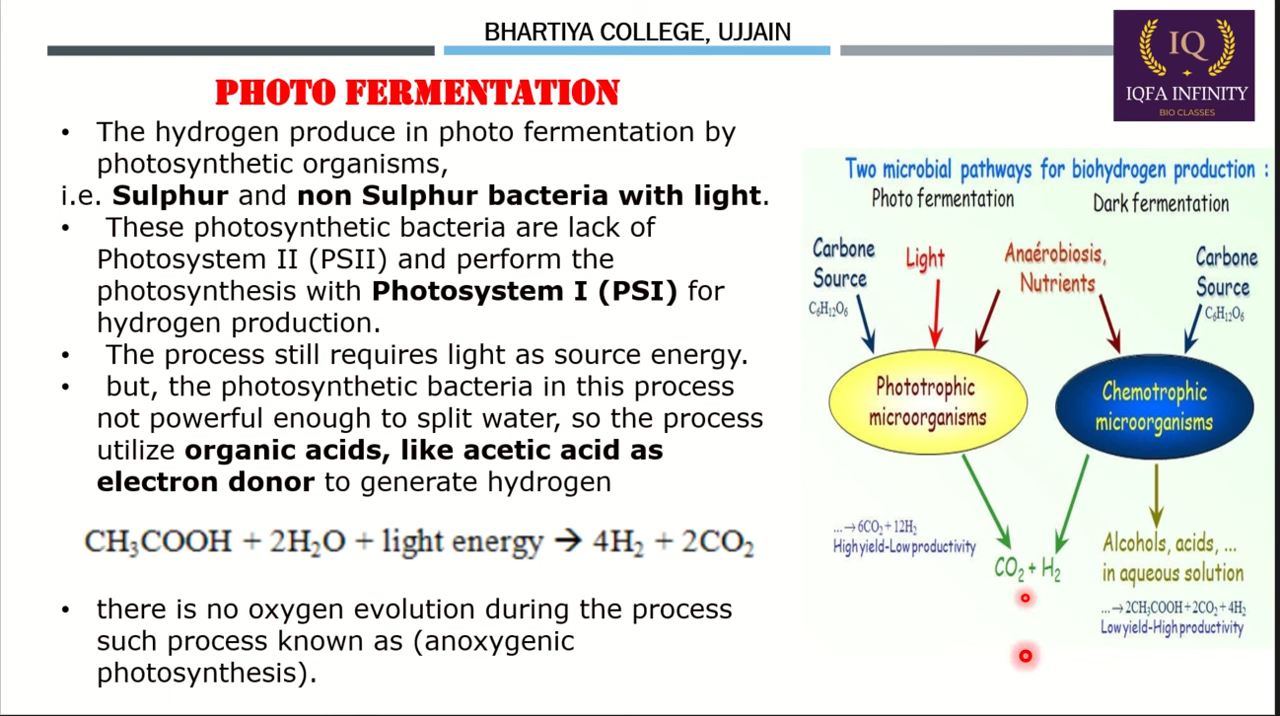 BHARTIYA COLLEGE, UJJAIN
IQ
IQFA INFINITY
BIO CLASSES
PHOTO FERMENTATION
• The hydrogen produce in photo fermentation by
photosynthetic organisms,
i.e. Sulphur and non Sulphur bacteria with light.
• These photosynthetic bacteria are lack of
Photosystem II (PSII) and perform the
photosynthesis with Photosystem I (PSI) for
hydrogen production.
• The process still requires light as source energy.
• but, the photosynthetic bacteria in this process
not powerful enough to split water, so the process
utilize organic acids, like acetic acid as
electron donor to generate hydrogen
CH₃COOH + 2H₂O + light energy → 4H₂ + 2CO₂
• there is no oxygen evolution during the process
such process known as (anoxygenic
photosynthesis).
Two microbial pathways for biohydrogen production :
Photo fermentation
Dark fermentation
Carbone
Source
C₆H₁₂O₆
Light
Anaérobiosis,
Nutrients
Carbone
Source
C₆H₁₂O₆
Phototrophic
microorganisms
Chemotrophic
microorganisms
...→6CO₂+12H₂
High yield-Low productivity
CO₂ + H₂
Alcohols, acids, ...
in aqueous solution
...→2CH₃COOH+2CO₂+4H₂
Low yield-High productivity